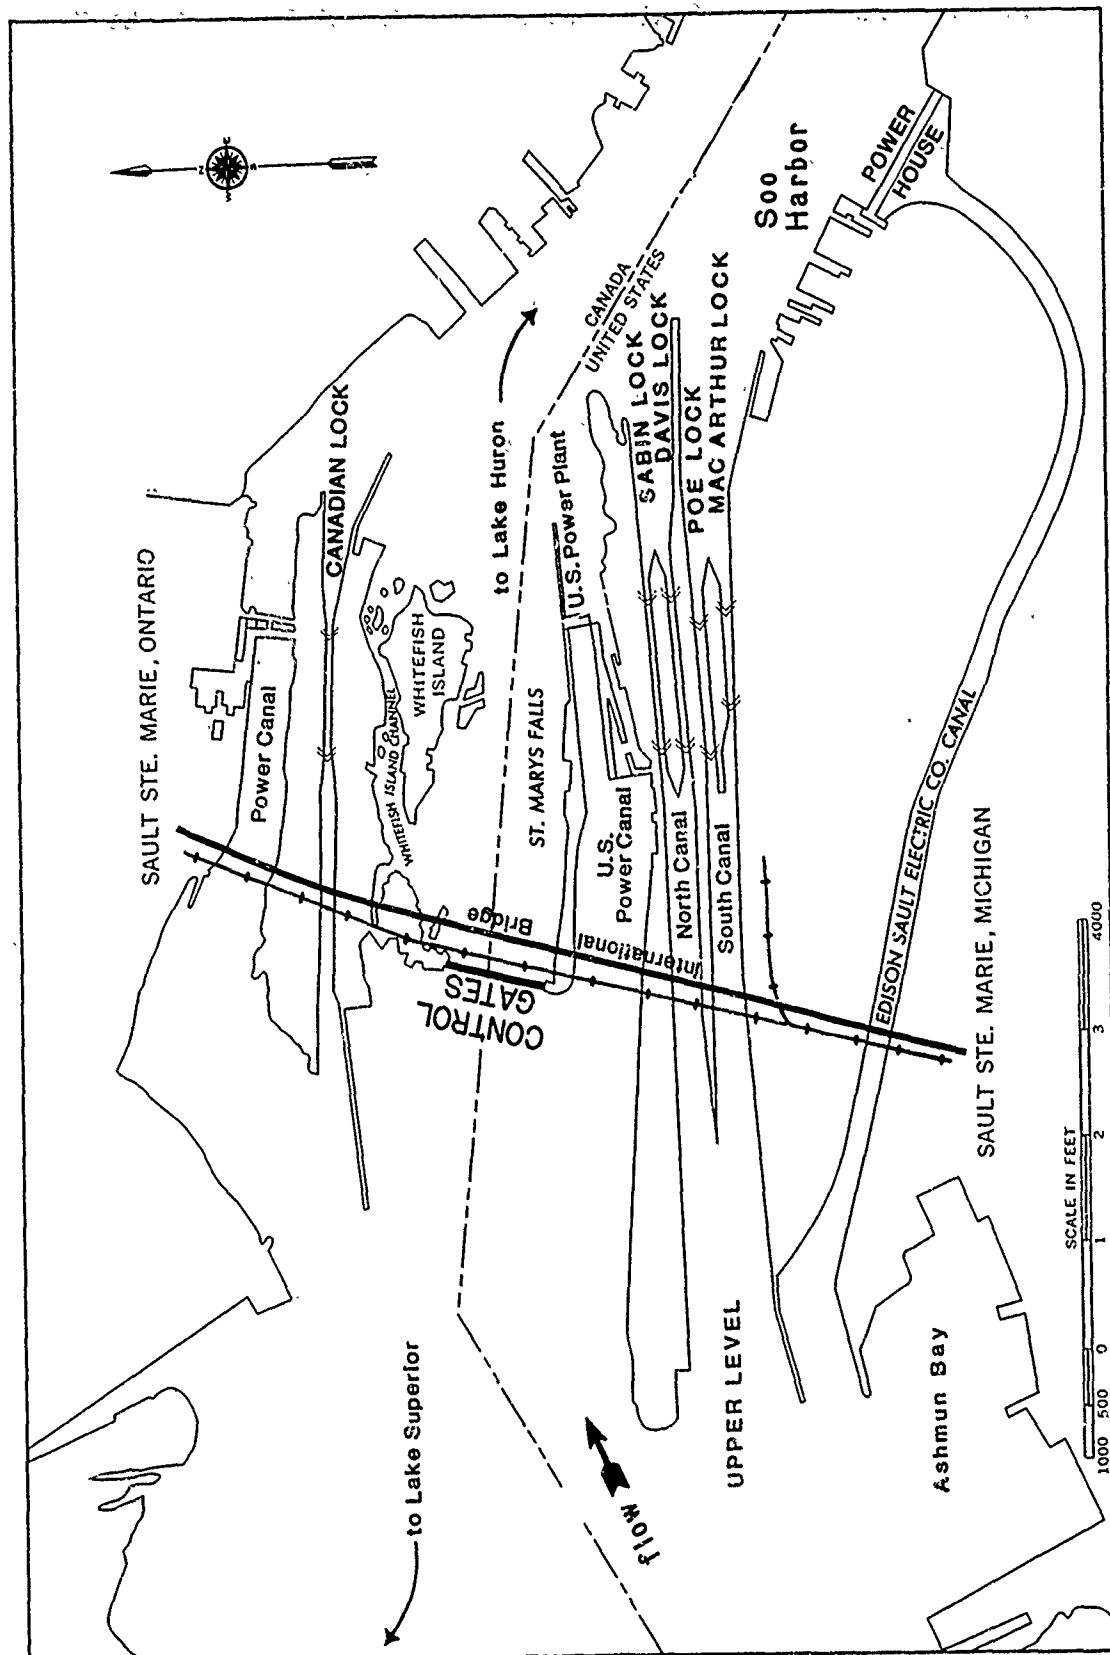 SAULT STE. MARIE, ONTARIO
N
Power Canal
CANADIAN LOCK
WHITEFISH ISLAND CHANNEL
WHITEFISH
ISLAND
to Lake Superior
to Lake Huron
CANADA
UNITED STATES
CONTROL
GATES
International
Bridge
ST. MARYS FALLS
U.S. Power Plant
U.S.
Power Canal
SABIN LOCK
DAVIS LOCK
POE LOCK
MAC ARTHUR LOCK
North Canal
South Canal
flow
UPPER LEVEL
Soo
Harbor
POWER
HOUSE
EDISON SAULT ELECTRIC CO. CANAL
Ashmun Bay
SAULT STE. MARIE, MICHIGAN
SCALE IN FEET
1000 500 0 1 2 3 4000